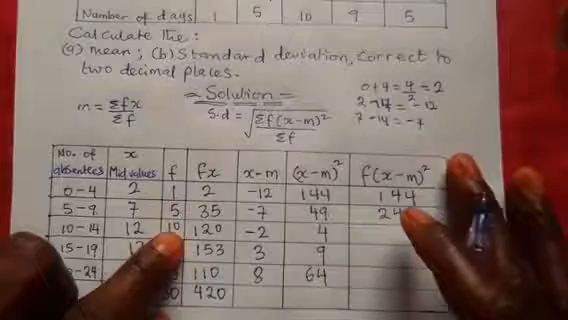 Number of days 1 5 10 9 5
Calculate the:
(a) mean; (b) Standard deviation, correct to
two decimal places.
= Solution =
m = Σfx / Σf
S.d = √Σf(x-m)² / Σf
0+4 = 4/2 = 2
2-14 = -12
7-14 = -7
No. of absentees x Mid values f Fx x-m (x-m)² f(x-m)²
0-4 2 1 2 -12 144 144
5-9 7 5 35 -7 49
10-14 12 10 120 -2 4
15-19 153 3 9
110 8 64
420